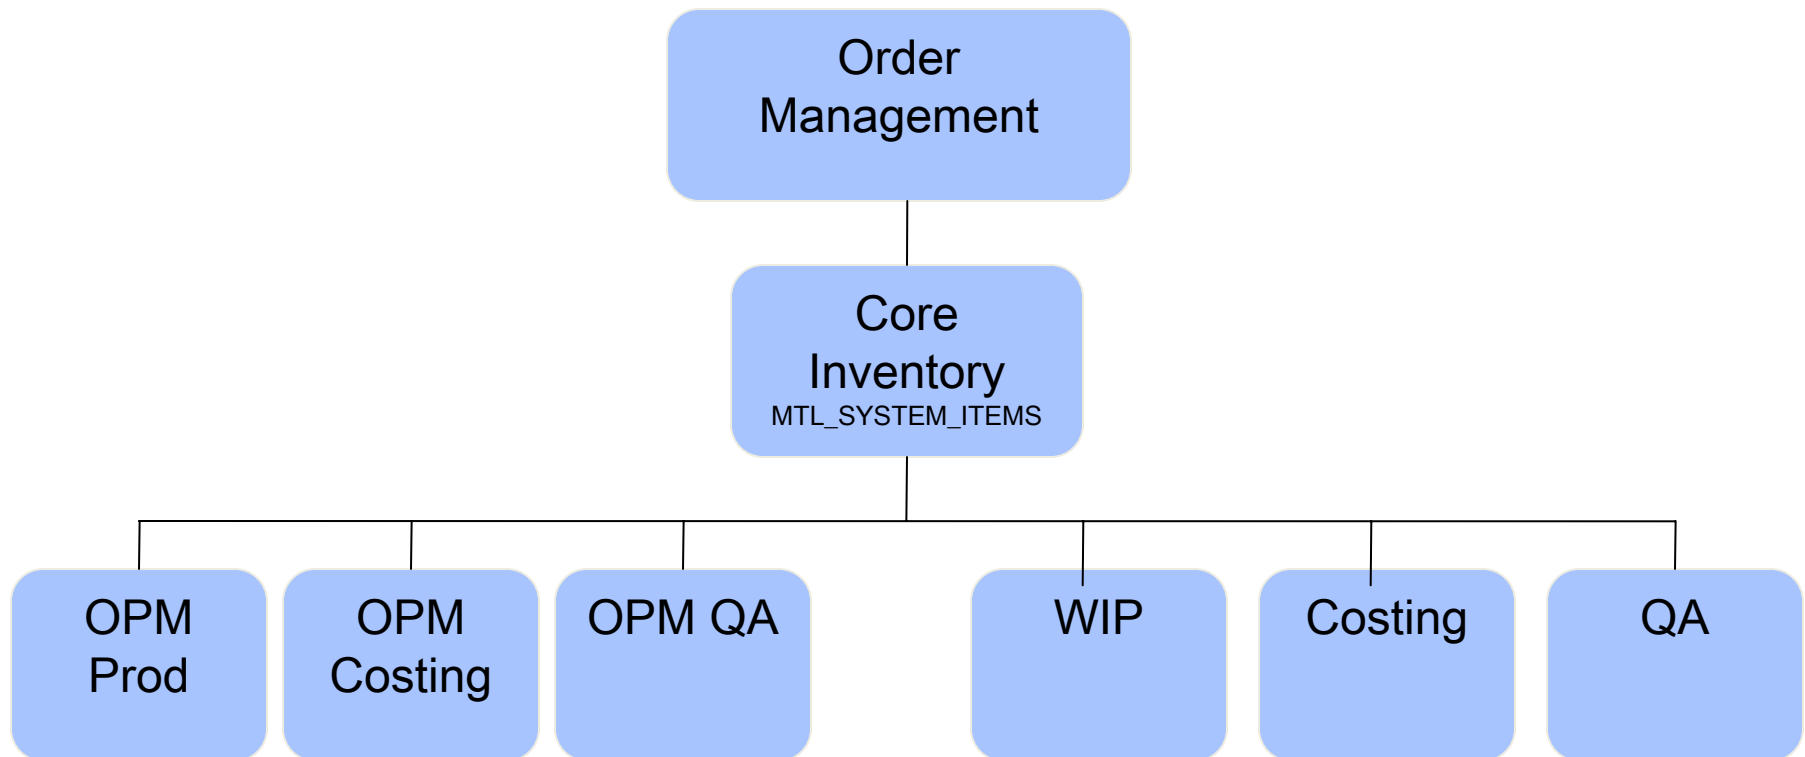 Order
Management
Core
Inventory
MTL_SYSTEM_ITEMS
OPM
Prod
OPM
Costing
OPM QA
WIP
Costing
QA